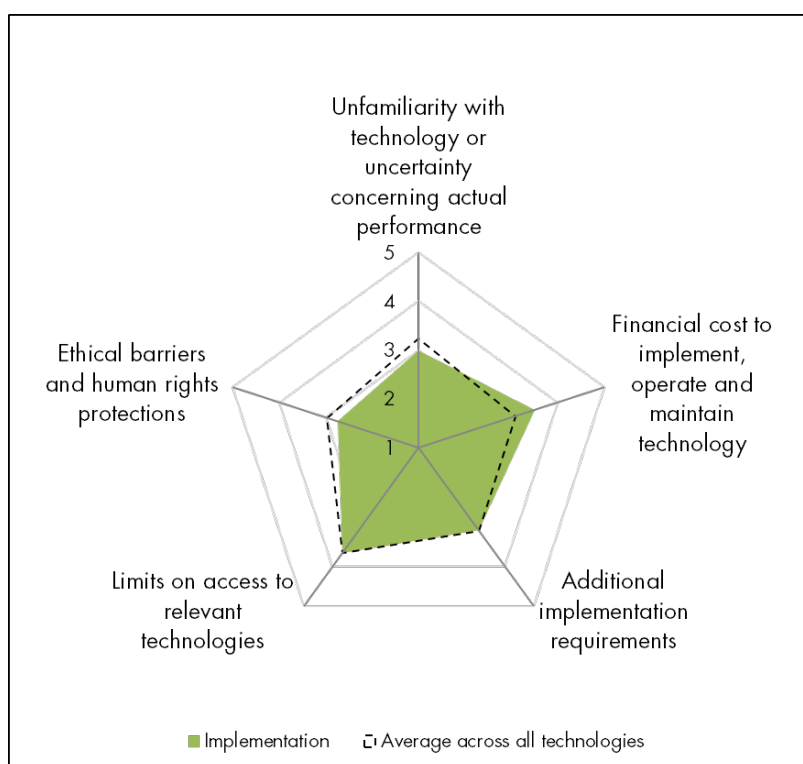 Unfamiliarity with
technology or
uncertainty
concerning actual
performance
5
4
3
2
1
Financial cost to
implement,
operate and
maintain
technology
Ethical barriers
and human rights
protections
Limits on access to
relevant
technologies
Additional
implementation
requirements
Implementation
Average across all technologies